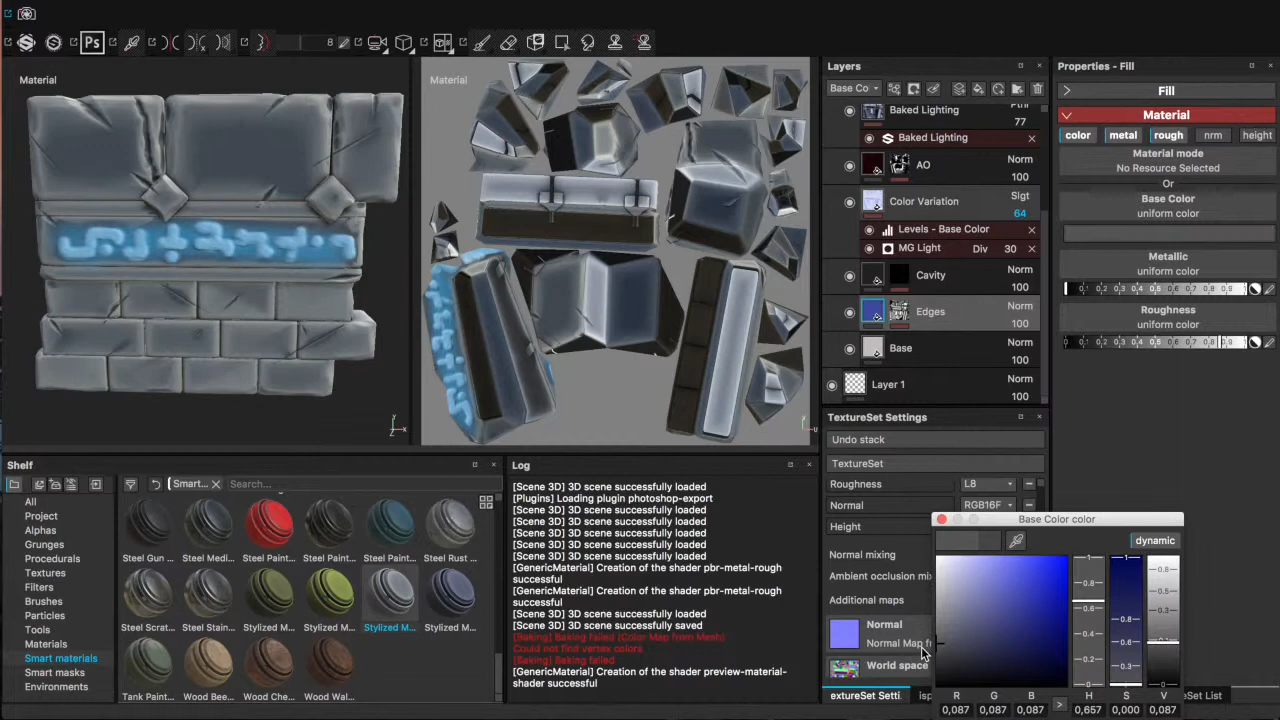 Ps
8
Material
Material
Layers
Base Co
Baked Lighting
77
Baked Lighting
AO
Norm
100
Color Variation
Slgt
64
Levels - Base Color
MG Light
Div
30
Cavity
Norm
100
Edges
Norm
100
Base
Norm
100
Layer 1
Norm
100
Properties - Fill
Fill
Material
color
metal
rough
nrm
height
Material mode
No Resource Selected
Or
Base Color
uniform color
Metallic
uniform color
Roughness
uniform color
TextureSet Settings
Undo stack
TextureSet
Roughness
L8
Normal
RGB16F
Height
Normal mixing
Ambient occlusion mix
Additional maps
Normal
Normal Map f
World space
extureSet Setti.
Base Color color
dynamic
R
G
B
H
S
V
0,087
0,087
0,087
>
0,657
0,000
0,087
eSet List
Shelf
Smart...
Search...
All
Project
Alphas
Grunges
Procedurals
Textures
Filters
Brushes
Particles
Tools
Materials
Smart materials
Smart masks
Environments
Steel Gun ...
Steel Medi...
Steel Paint...
Steel Paint...
Steel Paint...
Steel Rust ...
Steel Scrat...
Steel Stain...
Stylized M...
Stylized M...
Stylized M...
Stylized M...
Tank Paint...
Wood Bee...
Wood Che...
Wood Wal...
Log
[Scene 3D] 3D scene successfully loaded
[Plugins] Loading plugin photoshop-export
[Scene 3D] 3D scene successfully loaded
[Scene 3D] 3D scene successfully loaded
[Scene 3D] 3D scene successfully loaded
[Scene 3D] 3D scene successfully loaded
[Scene 3D] 3D scene successfully loaded
[GenericMaterial] Creation of the shader pbr-metal-rough
successful
[GenericMaterial] Creation of the shader pbr-metal-rough
successful
[Scene 3D] 3D scene successfully loaded
[Scene 3D] 3D scene successfully saved
[Baking] Baking failed (Color Map from Mesh)
Could not find vertex colors
[Baking] Baking failed
[GenericMaterial] Creation of the shader preview-material-
shader successful